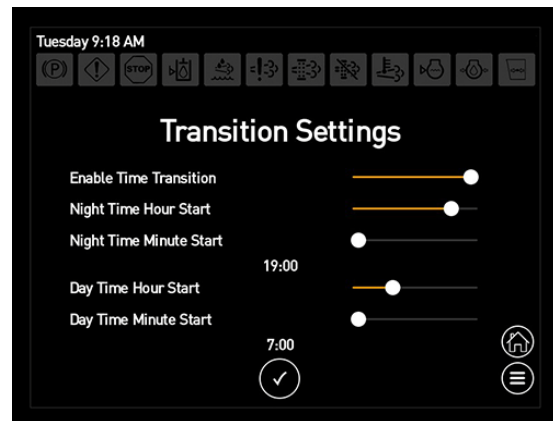 Tuesday 9:18 AM
(P) STOP
Transition Settings
Enable Time Transition
Night Time Hour Start
Night Time Minute Start
19:00
Day Time Hour Start
Day Time Minute Start
7:00